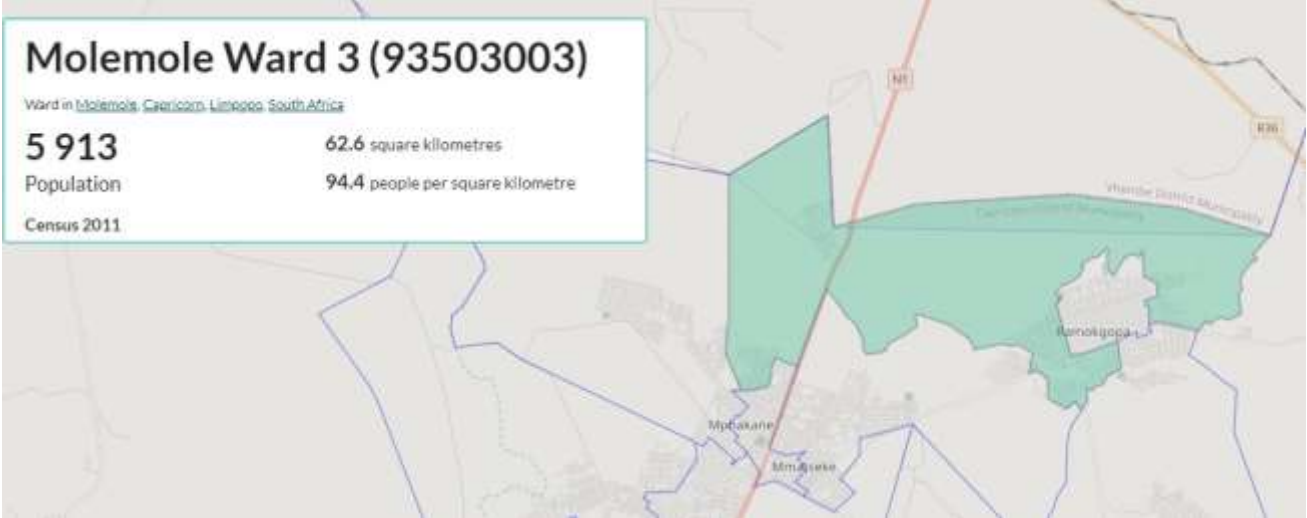 Molemole Ward 3 (93503003)
Ward in Molemole, Capricorn, Limpopo, South Africa
5 913
62.6 square kilometres
Population
94.4 people per square kilometre
Census 2011
N1
R36
Vhembe District Municipality
Capricorn District Municipality
Ramokgopa
Mphakane